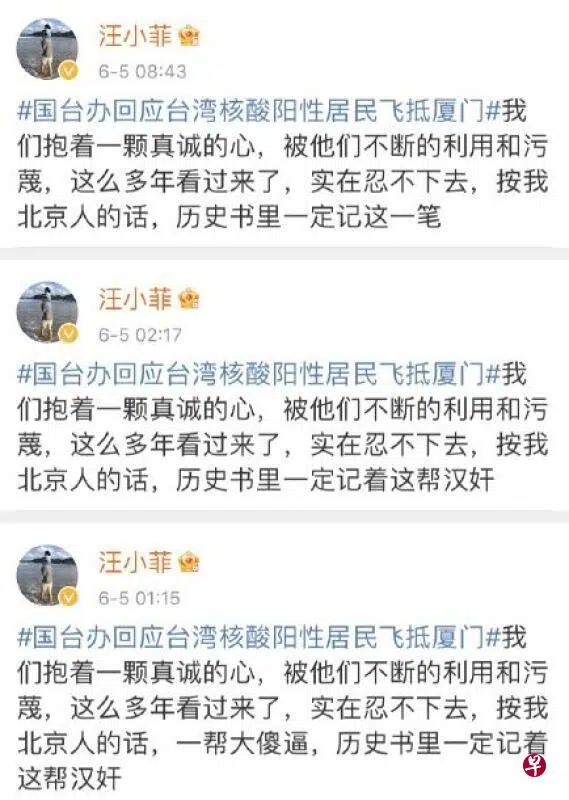 汪小菲
6-5 08:43
#国台办回应台湾核酸阳性居民飞抵厦门#我
们抱着一颗真诚的心，被他们不断的利用和污
蔑，这么多年看过来了，实在忍不下去，按我
北京人的话，历史书里一定记这一笔
汪小菲
6-5 02:17
#国台办回应台湾核酸阳性居民飞抵厦门#我
们抱着一颗真诚的心，被他们不断的利用和污
蔑，这么多年看过来了，实在忍不下去，按我
北京人的话，历史书里一定记着这帮汉奸
汪小菲
6-5 01:15
#国台办回应台湾核酸阳性居民飞抵厦门#我
们抱着一颗真诚的心，被他们不断的利用和污
蔑，这么多年看过来了，实在忍不下去，按我
北京人的话，一帮大傻逼，历史书里一定记着
这帮汉奸
早